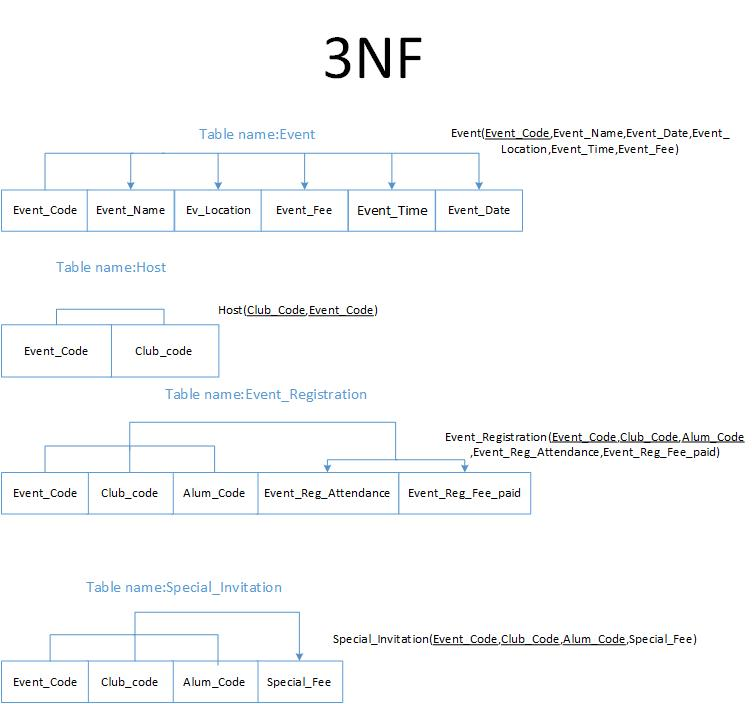 3NF
Table name:Event
Event(Event_Code,Event_Name,Event_Date,Event_
Location,Event_Time,Event_Fee)
Event_Code Event_Name Ev_Location Event_Fee Event_Time Event_Date
Table name:Host
Host(Club_Code,Event_Code)
Event_Code Club_code
Table name:Event_Registration
Event_Registration(Event_Code,Club_Code,Alum_Code
,Event_Reg_Attendance,Event_Reg_Fee_paid)
Event_Code Club_code Alum_Code Event_Reg_Attendance Event_Reg_Fee_paid
Table name:Special_Invitation
Special_Invitation(Event_Code,Club_Code,Alum_Code,Special_Fee)
Event_Code Club_code Alum_Code Special_Fee